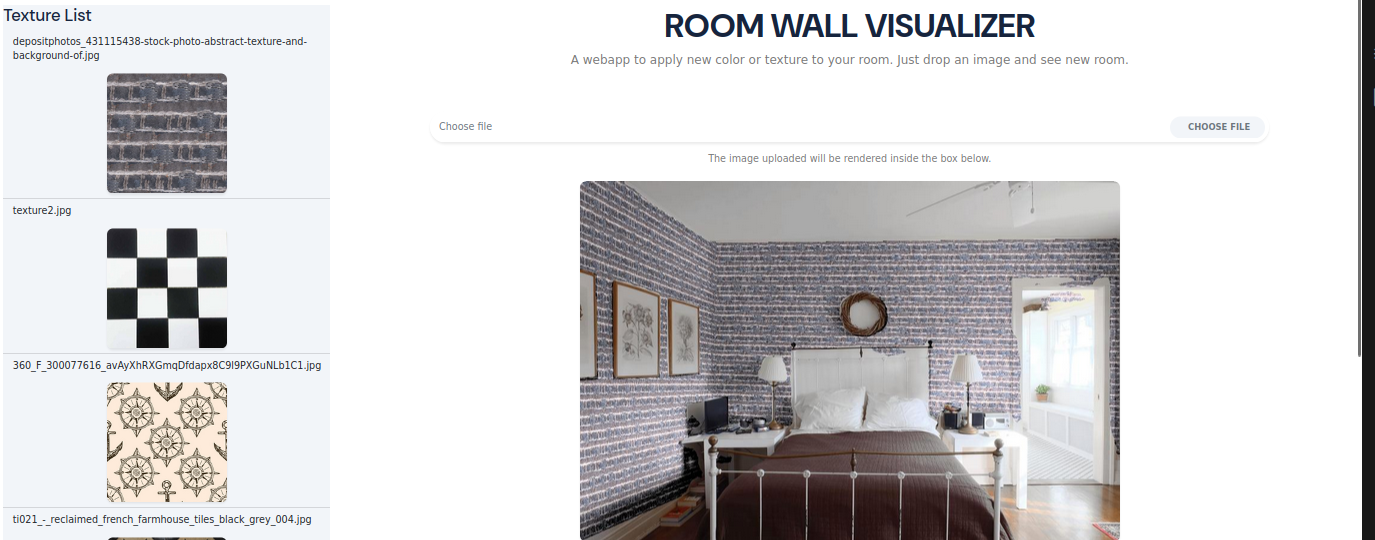 Texture List
depositphotos_431115438-stock-photo-abstract-texture-and-
background-of.jpg
texture2.jpg
360_F_300077616_avAyXhRXGmqDfdapx8C9I9PXGuNLb1C1.jpg
ti021_-_reclaimed_french_farmhouse_tiles_black_grey_004.jpg
ROOM WALL VISUALIZER
A webapp to apply new color or texture to your room. Just drop an image and see new room.
Choose file
CHOOSE FILE
The image uploaded will be rendered inside the box below.